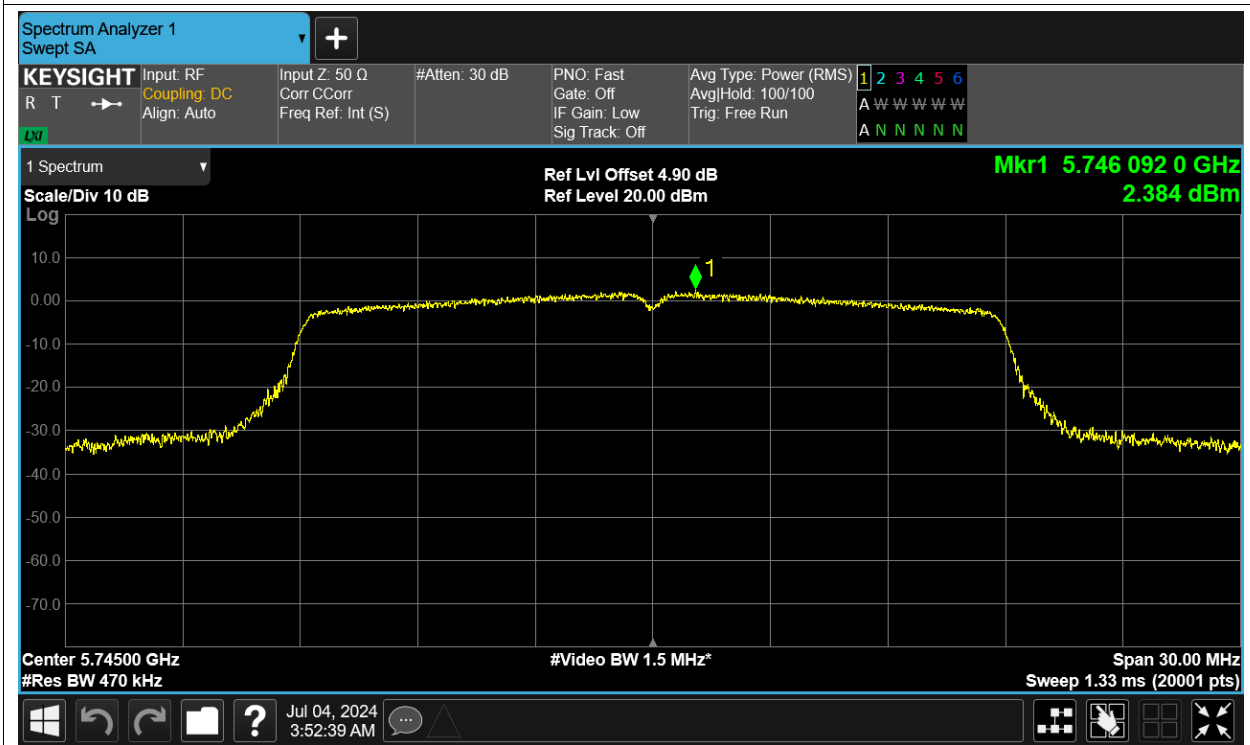 Spectrum Analyzer 1
Swept SA
KEYSIGHT
R T
LXI
Input: RF
Coupling: DC
Align: Auto
Input Z: 50 Ω
Corr CCorr
Freq Ref: Int (S)
#Atten: 30 dB
PNO: Fast
Gate: Off
IF Gain: Low
Sig Track: Off
Avg Type: Power (RMS)
Avg|Hold: 100/100
Trig: Free Run
1 2 3 4 5 6
A W W W W W
A N N N N N
1 Spectrum
Scale/Div 10 dB
Log
Ref Lvl Offset 4.90 dB
Ref Level 20.00 dBm
Mkr1 5.746 092 0 GHz
2.384 dBm
1
10.0
0.00
-10.0
-20.0
-30.0
-40.0
-50.0
-60.0
-70.0
Center 5.74500 GHz
#Res BW 470 kHz
#Video BW 1.5 MHz*
Span 30.00 MHz
Sweep 1.33 ms (20001 pts)
?
Jul 04, 2024
3:52:39 AM